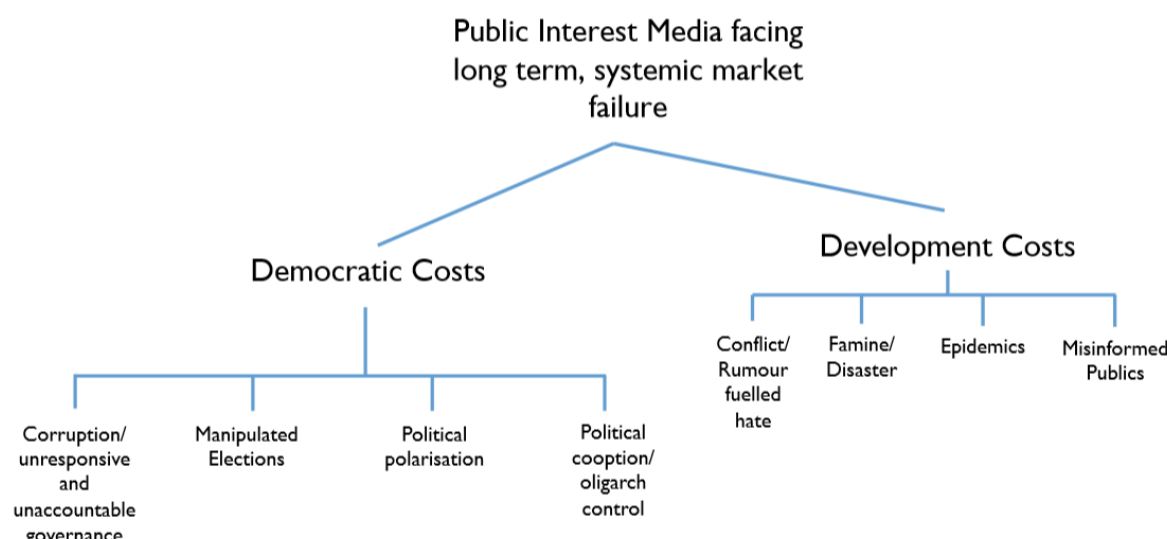 Public Interest Media facing
long term, systemic market
failure
Democratic Costs
Development Costs
Corruption/
unresponsive
and
unaccountable
governance
Manipulated
Elections
Political
polarisation
Political
cooption/
oligarch
control
Conflict/
Rumour
fuelled
hate
Famine/
Disaster
Epidemics
Misinformed
Publics